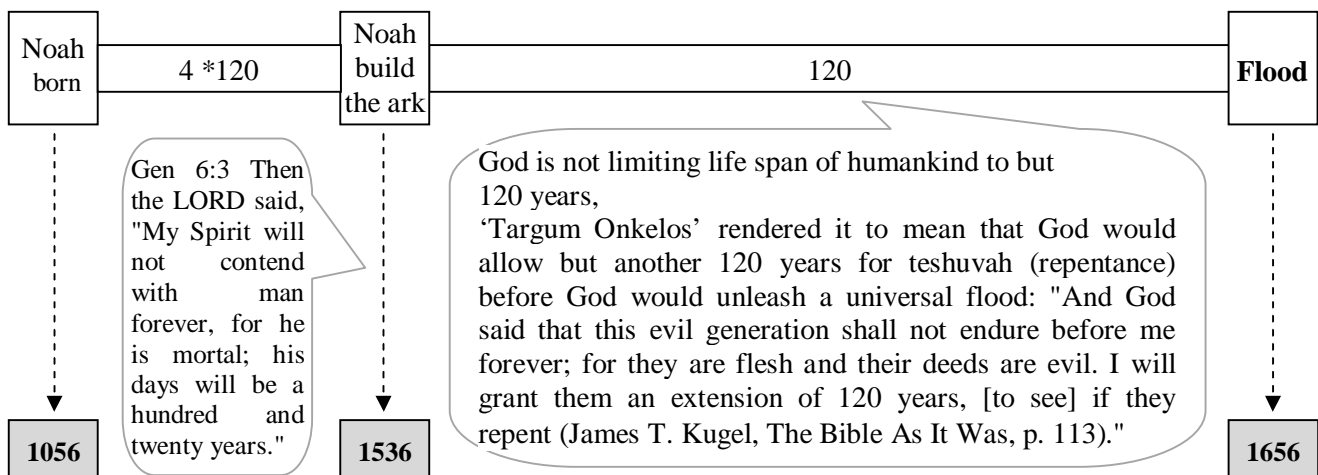 Noah
born
4 *120
Noah
build
the ark
120
Flood
Gen 6:3 Then
the LORD said,
"My Spirit will
not contend
with man
forever, for he
is mortal; his
days will be a
hundred and
twenty years."
God is not limiting life span of humankind to but
120 years,
‘Targum Onkelos’ rendered it to mean that God would
allow but another 120 years for teshuvah (repentance)
before God would unleash a universal flood: "And God
said that this evil generation shall not endure before me
forever; for they are flesh and their deeds are evil. I will
grant them an extension of 120 years, [to see] if they
repent (James T. Kugel, The Bible As It Was, p. 113)."
1056
1536
1656